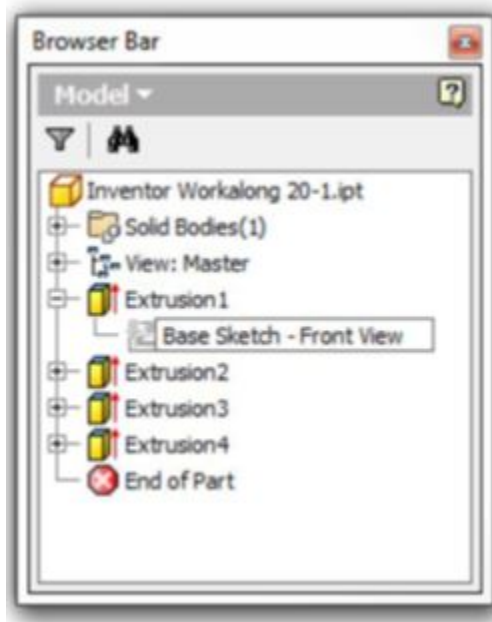 Browser Bar
Model
Inventor Workalong 20-1.ipt
Solid Bodies(1)
View: Master
Extrusion1
Base Sketch - Front View
Extrusion2
Extrusion3
Extrusion4
End of Part